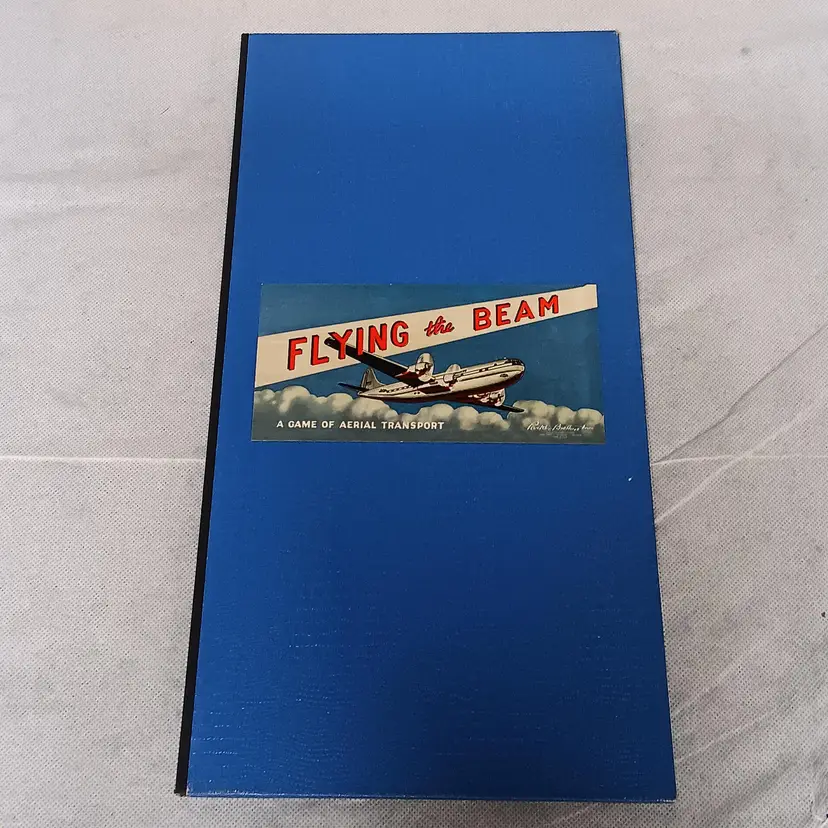 FLYING the BEAM
A GAME OF AERIAL TRANSPORT